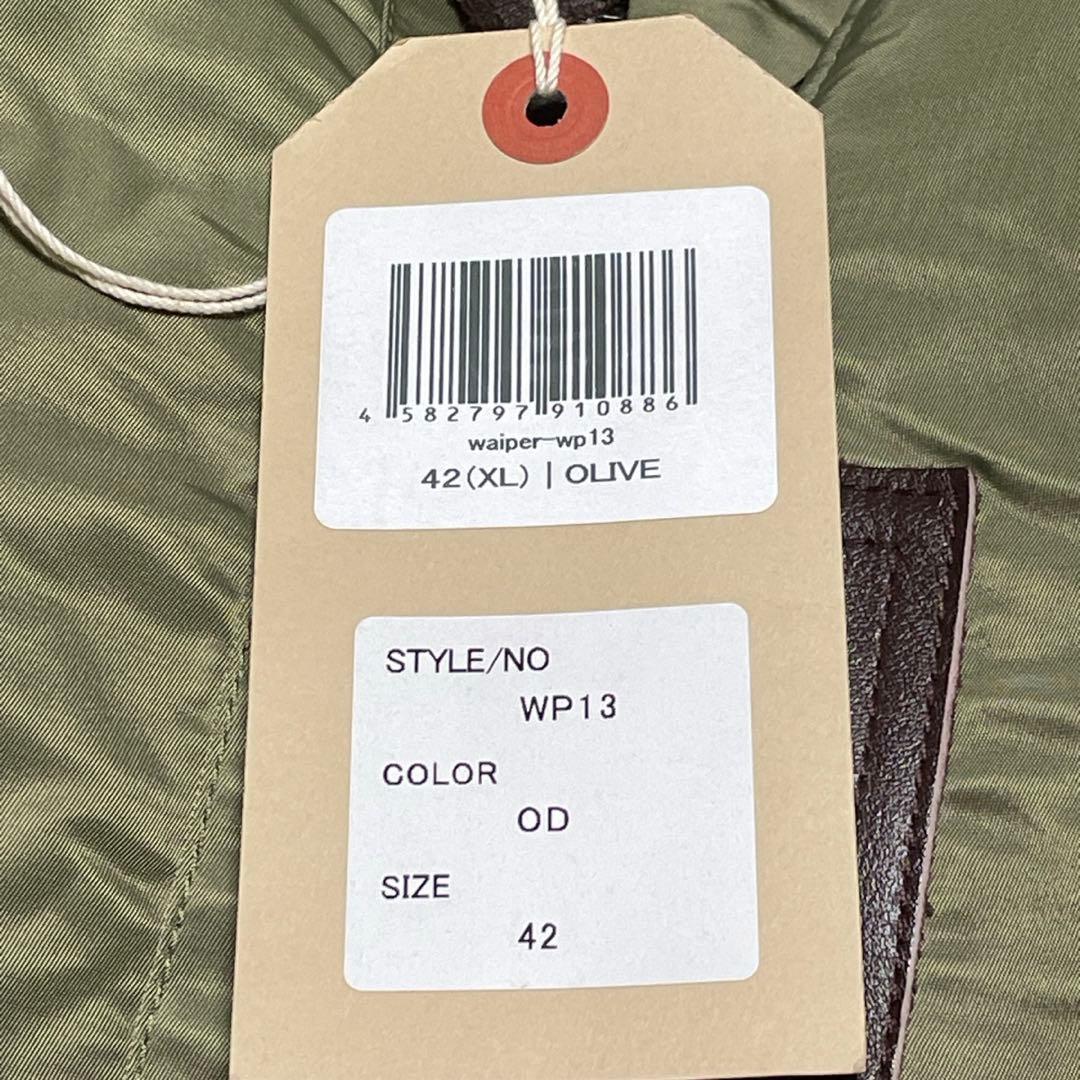 4 582797 910886
waiper-wp13
42(XL) | OLIVE
STYLE/NO
WP13
COLOR
OD
SIZE
42